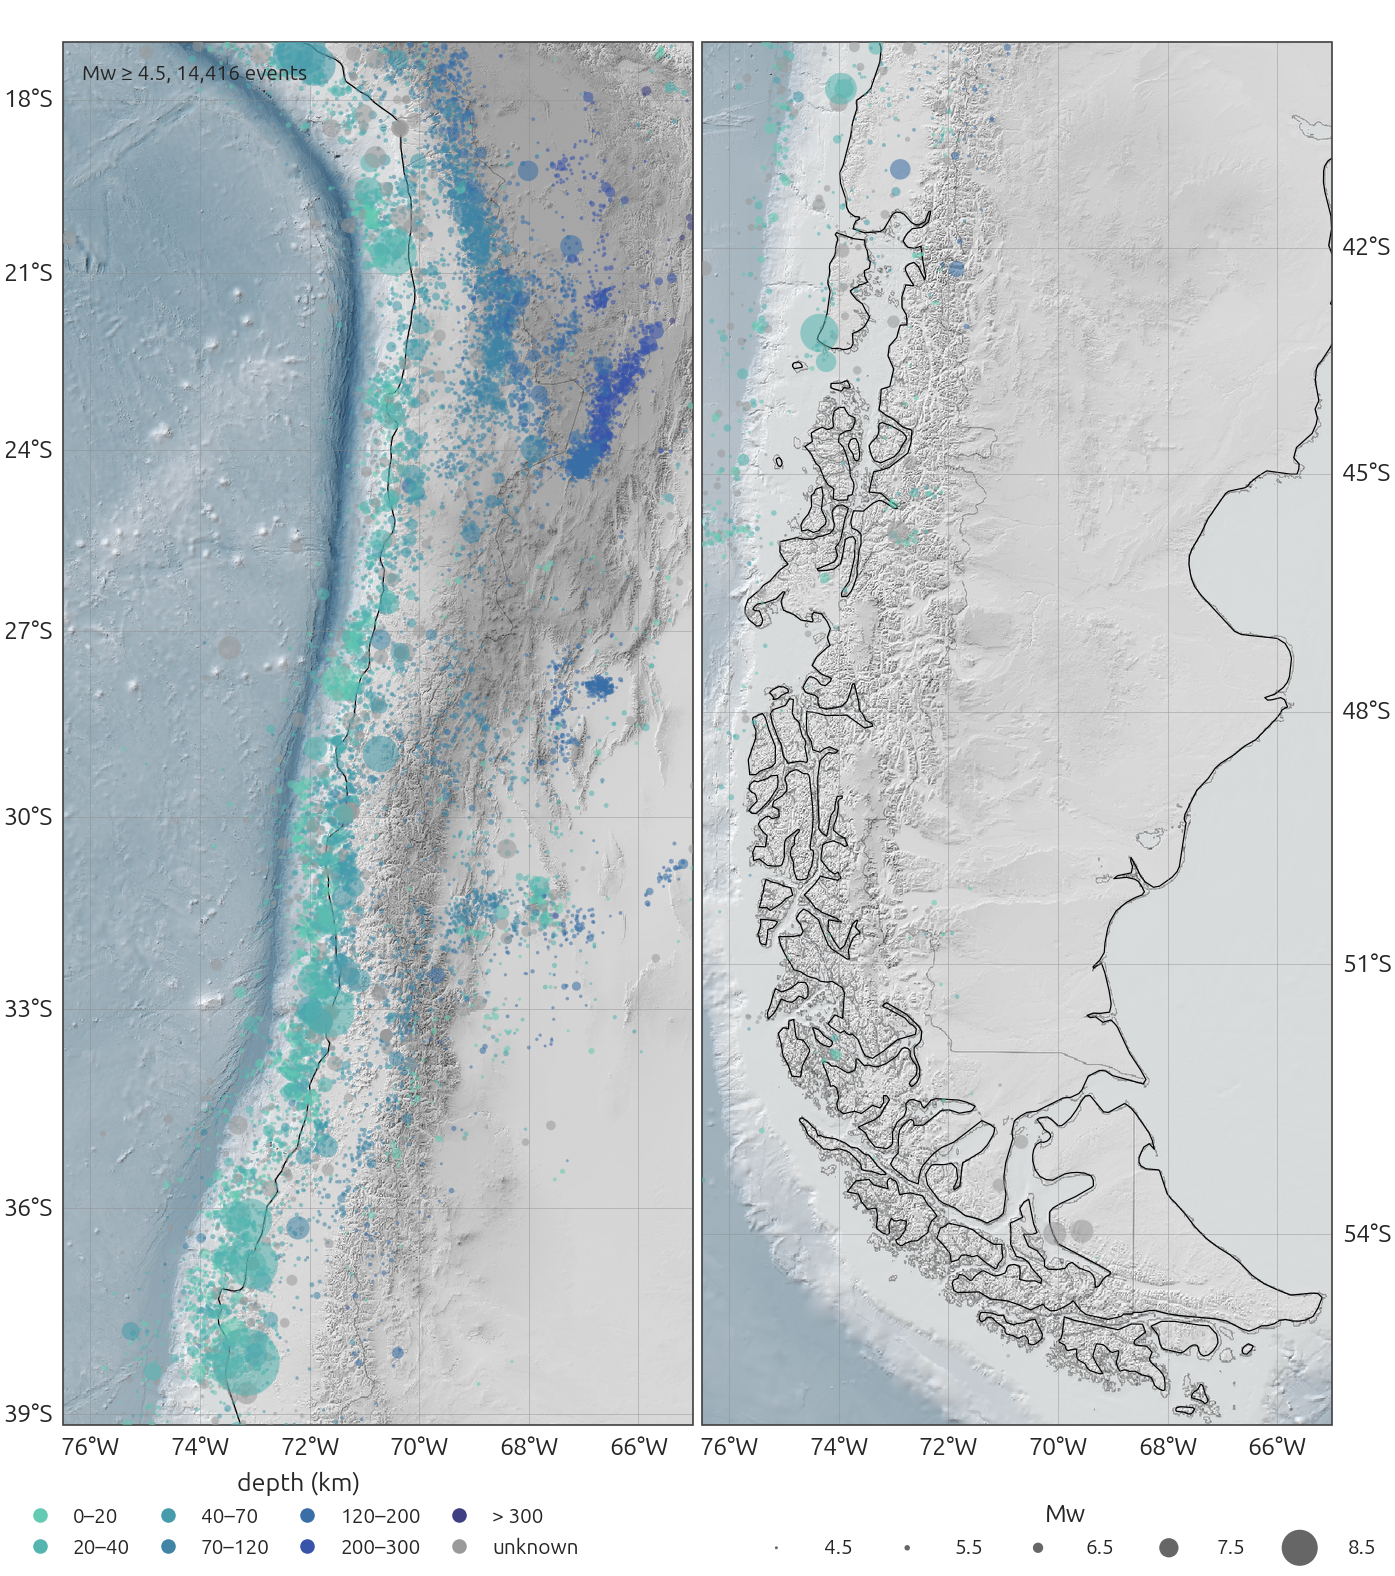 Mw ≥ 4.5, 14,416 events
18°S
21°S
24°S
27°S
30°S
33°S
36°S
39°S
42°S
45°S
48°S
51°S
54°S
76°W 74°W 72°W 70°W 68°W 66°W
76°W 74°W 72°W 70°W 68°W 66°W
depth (km)
0–20 40–70 120–200 > 300
20–40 70–120 200–300 unknown
Mw
4.5 5.5 6.5 7.5 8.5